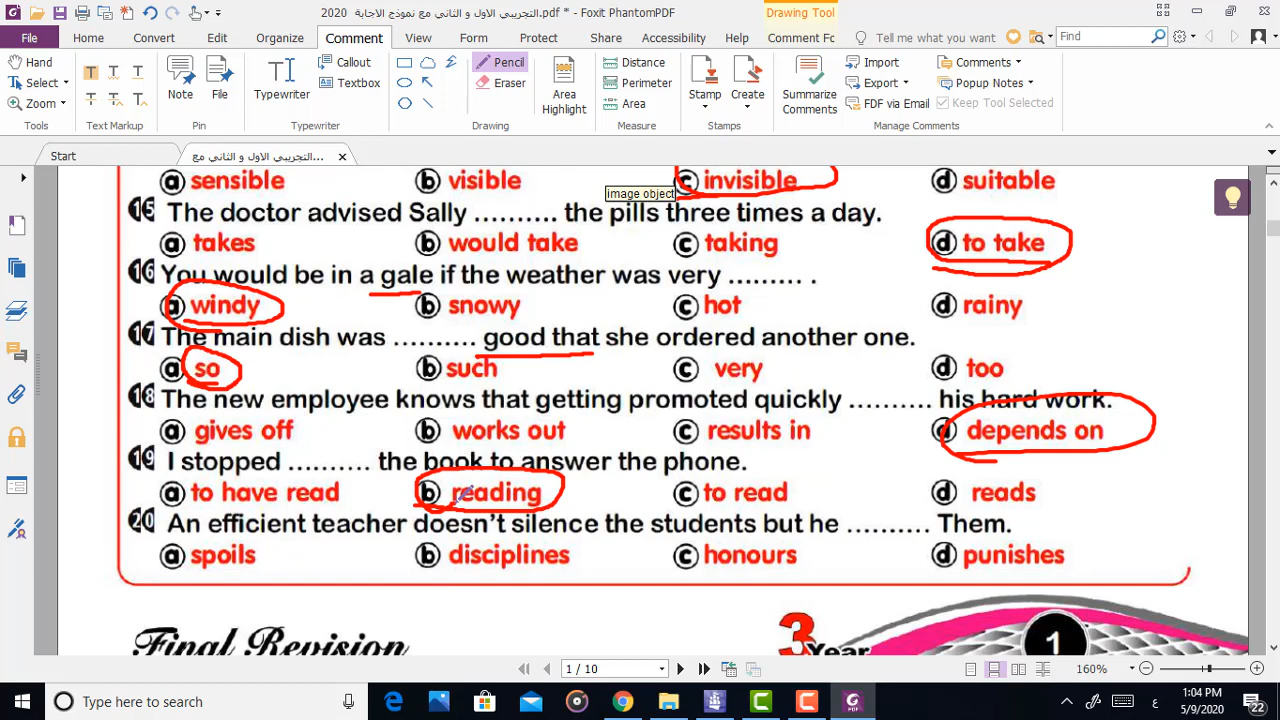 التجريبي الاول و الثاني مع نموذج الاجابة 2020.pdf * - Foxit PhantomPDF
Drawing Tool
File Home Convert Edit Organize Comment View Form Protect Share Accessibility Help Comment Fc Tell me what you want Find
Hand Select Zoom Tools
Text Markup
Note File Pin
Typewriter Callout Textbox Typewriter
Pencil Eraser Area Highlight Drawing
Distance Perimeter Area Measure
Stamp Create Stamps
Summarize Comments Import Export FDF via Email Comments Popup Notes Keep Tool Selected Manage Comments
Start التجريبي الاول و الثاني مع...
a sensible b visible c invisible d suitable
image object
15 The doctor advised Sally .......... the pills three times a day.
a takes b would take c taking d to take
16 You would be in a gale if the weather was very ......... .
a windy b snowy c hot d rainy
17 The main dish was .......... good that she ordered another one.
a so b such c very d too
18 The new employee knows that getting promoted quickly .......... his hard work.
a gives off b works out c results in d depends on
19 I stopped .......... the book to answer the phone.
a to have read b reading c to read d reads
20 An efficient teacher doesn't silence the students but he .......... Them.
a spoils b disciplines c honours d punishes
Final Revision 3 Year 1
1 / 10 160%
Type here to search ع 1:04 PM
5/9/2020 22